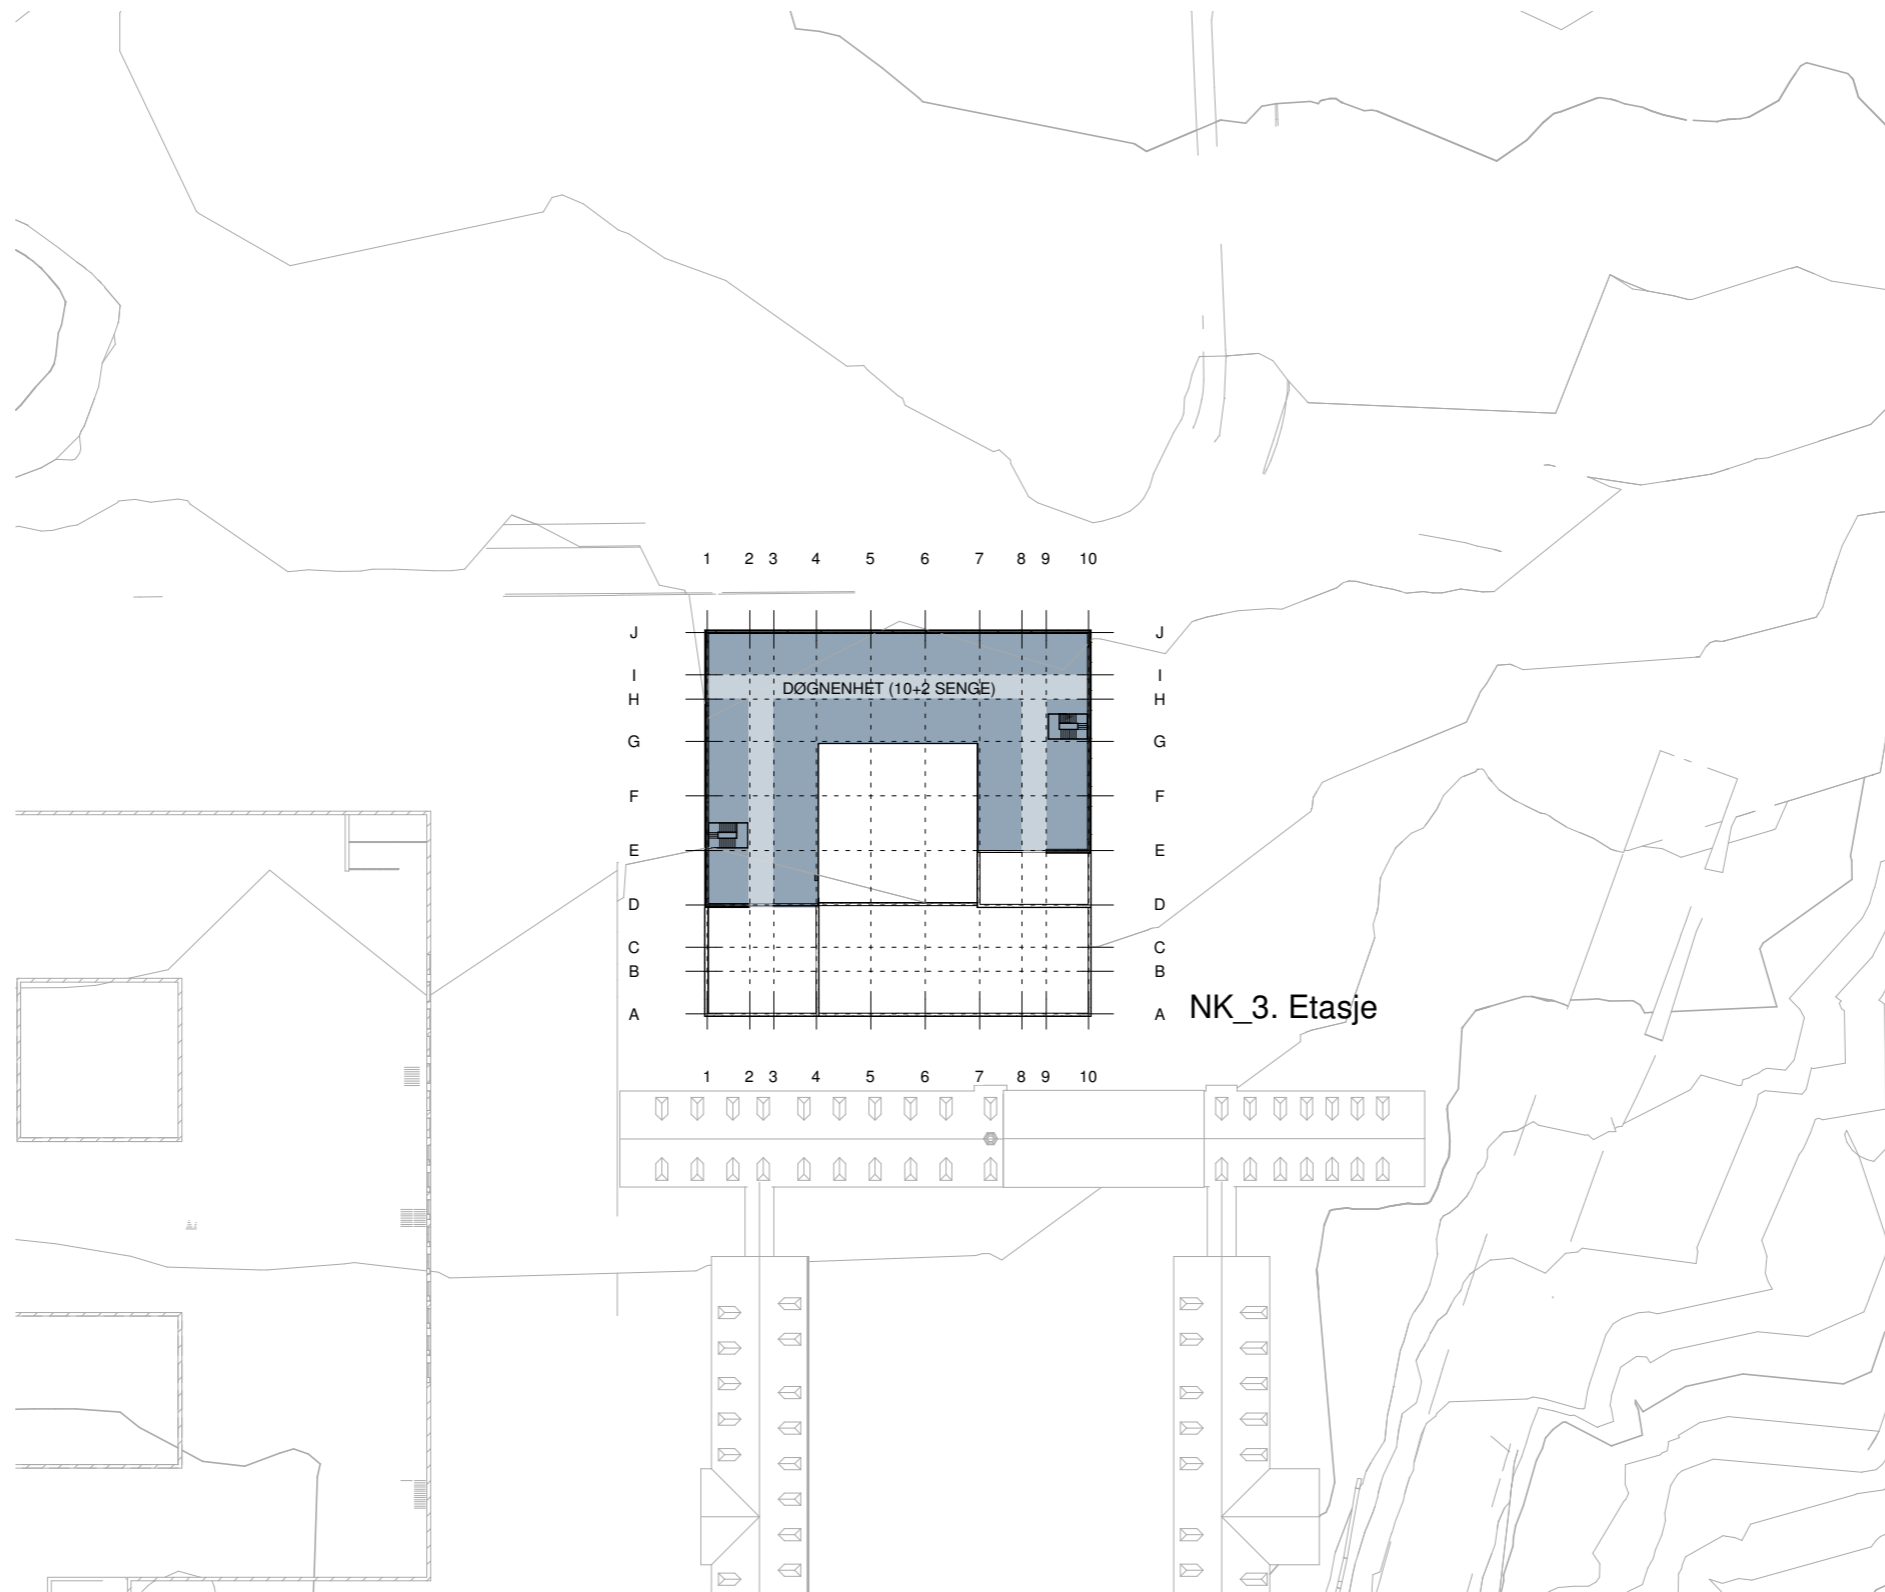 1 2 3 4 5 6 7 8 9 10
J J
I I
DØGNENHET (10+2 SENGE)
H H
G G
F F
E E
D D
C C
B B
A A NK_3. Etasje
1 2 3 4 5 6 7 8 9 10